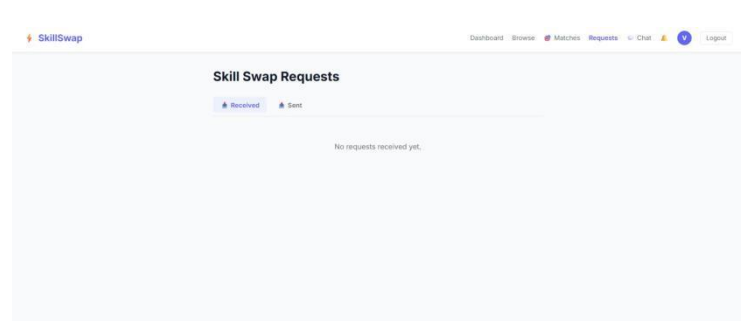 SkillSwap
Dashboard Browse Matches Requests Chat V Logout
Skill Swap Requests
Received Sent
No requests received yet.